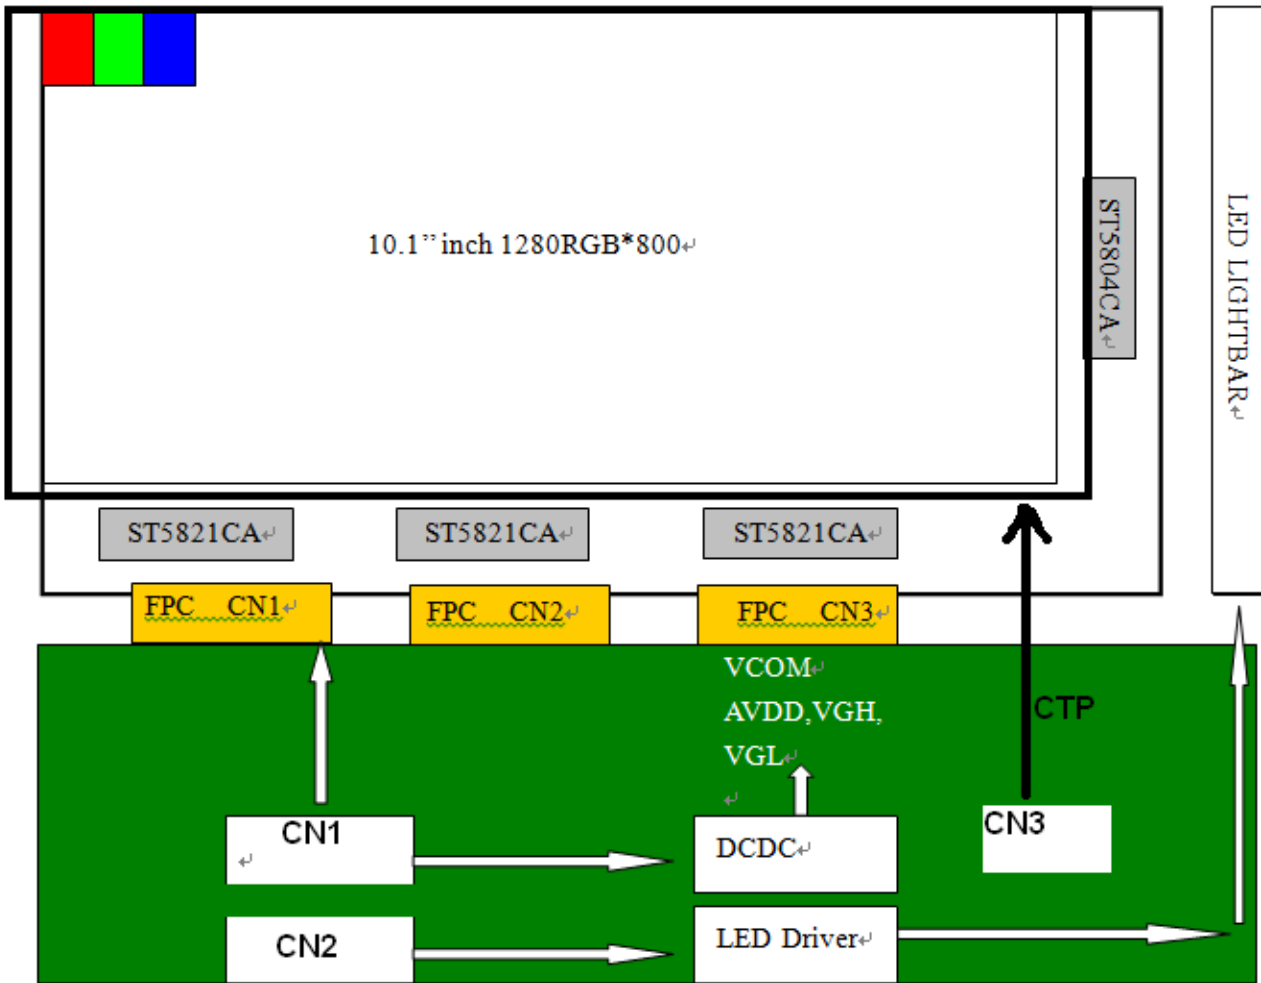 10.1” inch 1280RGB*800↵
ST5804CA↵
LED LIGHTBAR↵
ST5821CA↵
ST5821CA↵
ST5821CA↵
FPC CN1↵
FPC CN2↵
FPC CN3↵
VCOM↵
AVDD,VGH,
VGL↵
↵
CTP
CN1
↵
DCDC↵
CN3
CN2
LED Driver↵